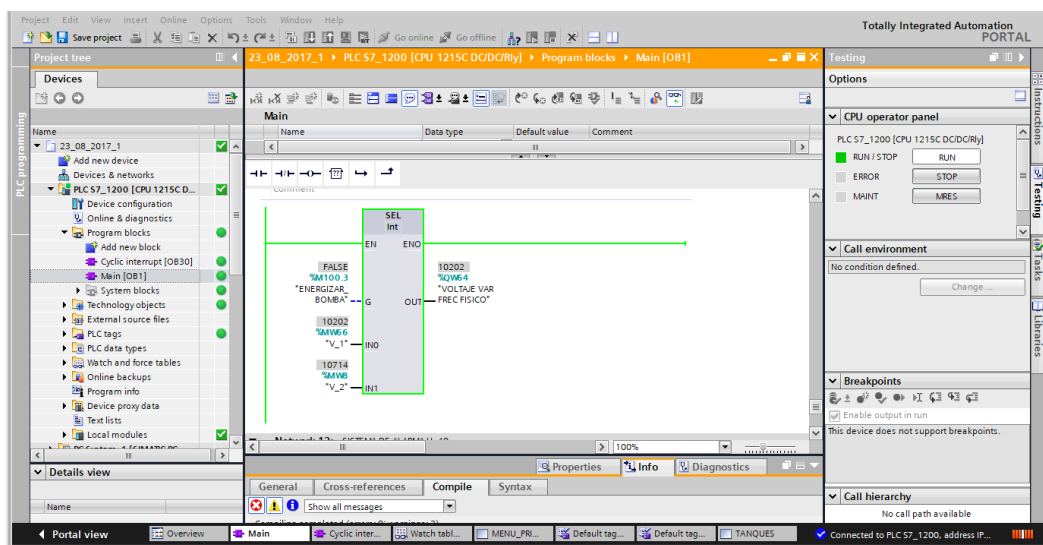 Project Edit View Insert Online Options Tools Window Help
Totally Integrated Automation
PORTAL
Save project
Go online
Go offline
Project tree
23_08_2017_1 PLC S7_1200 [CPU 1215C DC/DC/Rly] Program blocks Main [OB1]
Testing
Devices
Options
PLC programming
Main
Name Data type Default value Comment
Name
23_08_2017_1
Add new device
Devices & networks
PLC S7_1200 [CPU 1215C D...
Device configuration
Online & diagnostics
Program blocks
Add new block
Cyclic interrupt [OB30]
Main [OB1]
System blocks
Technology objects
External source files
PLC tags
PLC data types
Watch and force tables
Online backups
Program info
Device proxy data
Text lists
Local modules
Details view
Name
Comment
SEL
Int
EN ENO
FALSE
%M100.3
"ENERGIZAR_
BOMBA"
G
10202
%QW64
"VOLTAJE VAR
FREC FISICO"
OUT
10202
%MW66
"V_1"
IN0
10714
%MW8
"V_2"
IN1
100%
Properties Info Diagnostics
General Cross-references Compile Syntax
Show all messages
CPU operator panel
PLC S7_1200 [CPU 1215C DC/DC/Rly]
RUN / STOP RUN
ERROR STOP
MAINT MRES
Call environment
No condition defined.
Change ...
Breakpoints
Enable output in run
This device does not support breakpoints.
Call hierarchy
No call path available
Instructions
Testing
Tasks
Libraries
Portal view Overview Main Cyclic inter... Watch tabl... MENU_PRI... Default tag... Default tag... TANQUES Connected to PLC S7_1200, address IP...